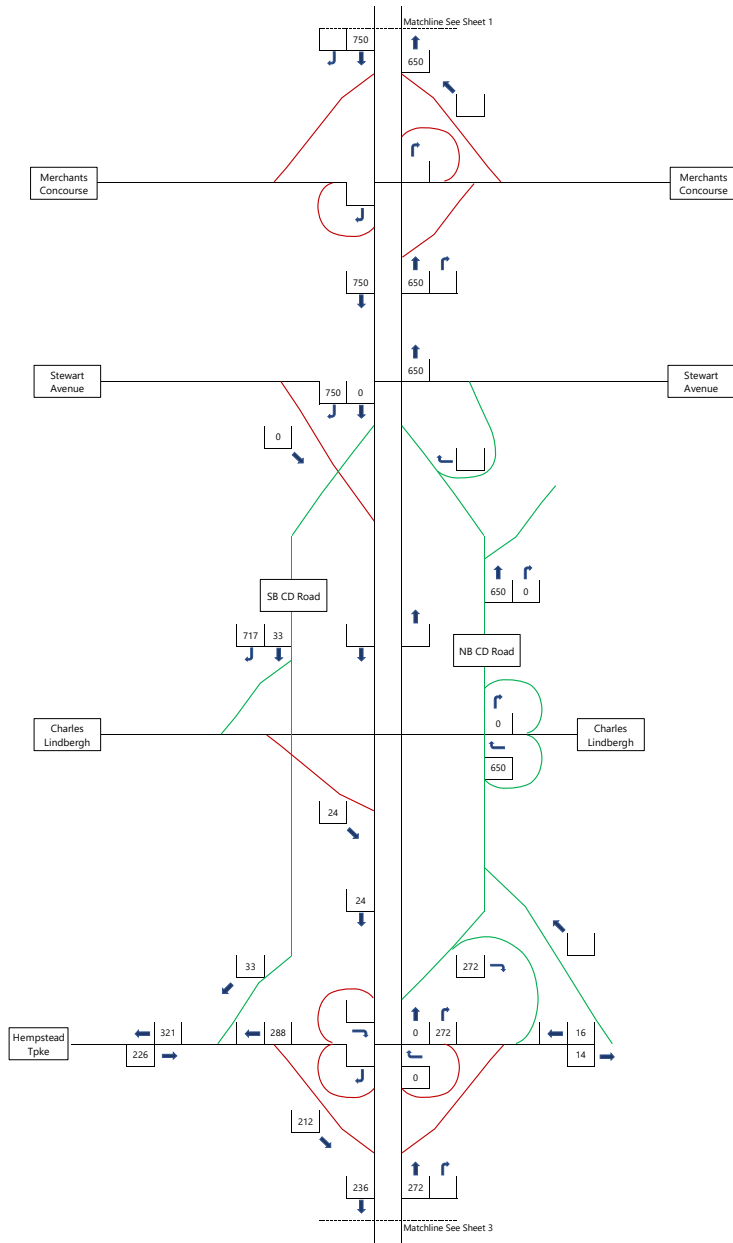 Matchline See Sheet 1
750
650
Merchants
Concourse
Merchants
Concourse
750
650
650
Stewart
Avenue
Stewart
Avenue
750
0
0
650
0
SB CD Road
717
33
NB CD Road
Charles
Lindbergh
0
Charles
Lindbergh
650
24
24
33
272
Hempstead
Tpke
321
288
0
272
16
226
14
0
212
236
272
Matchline See Sheet 3